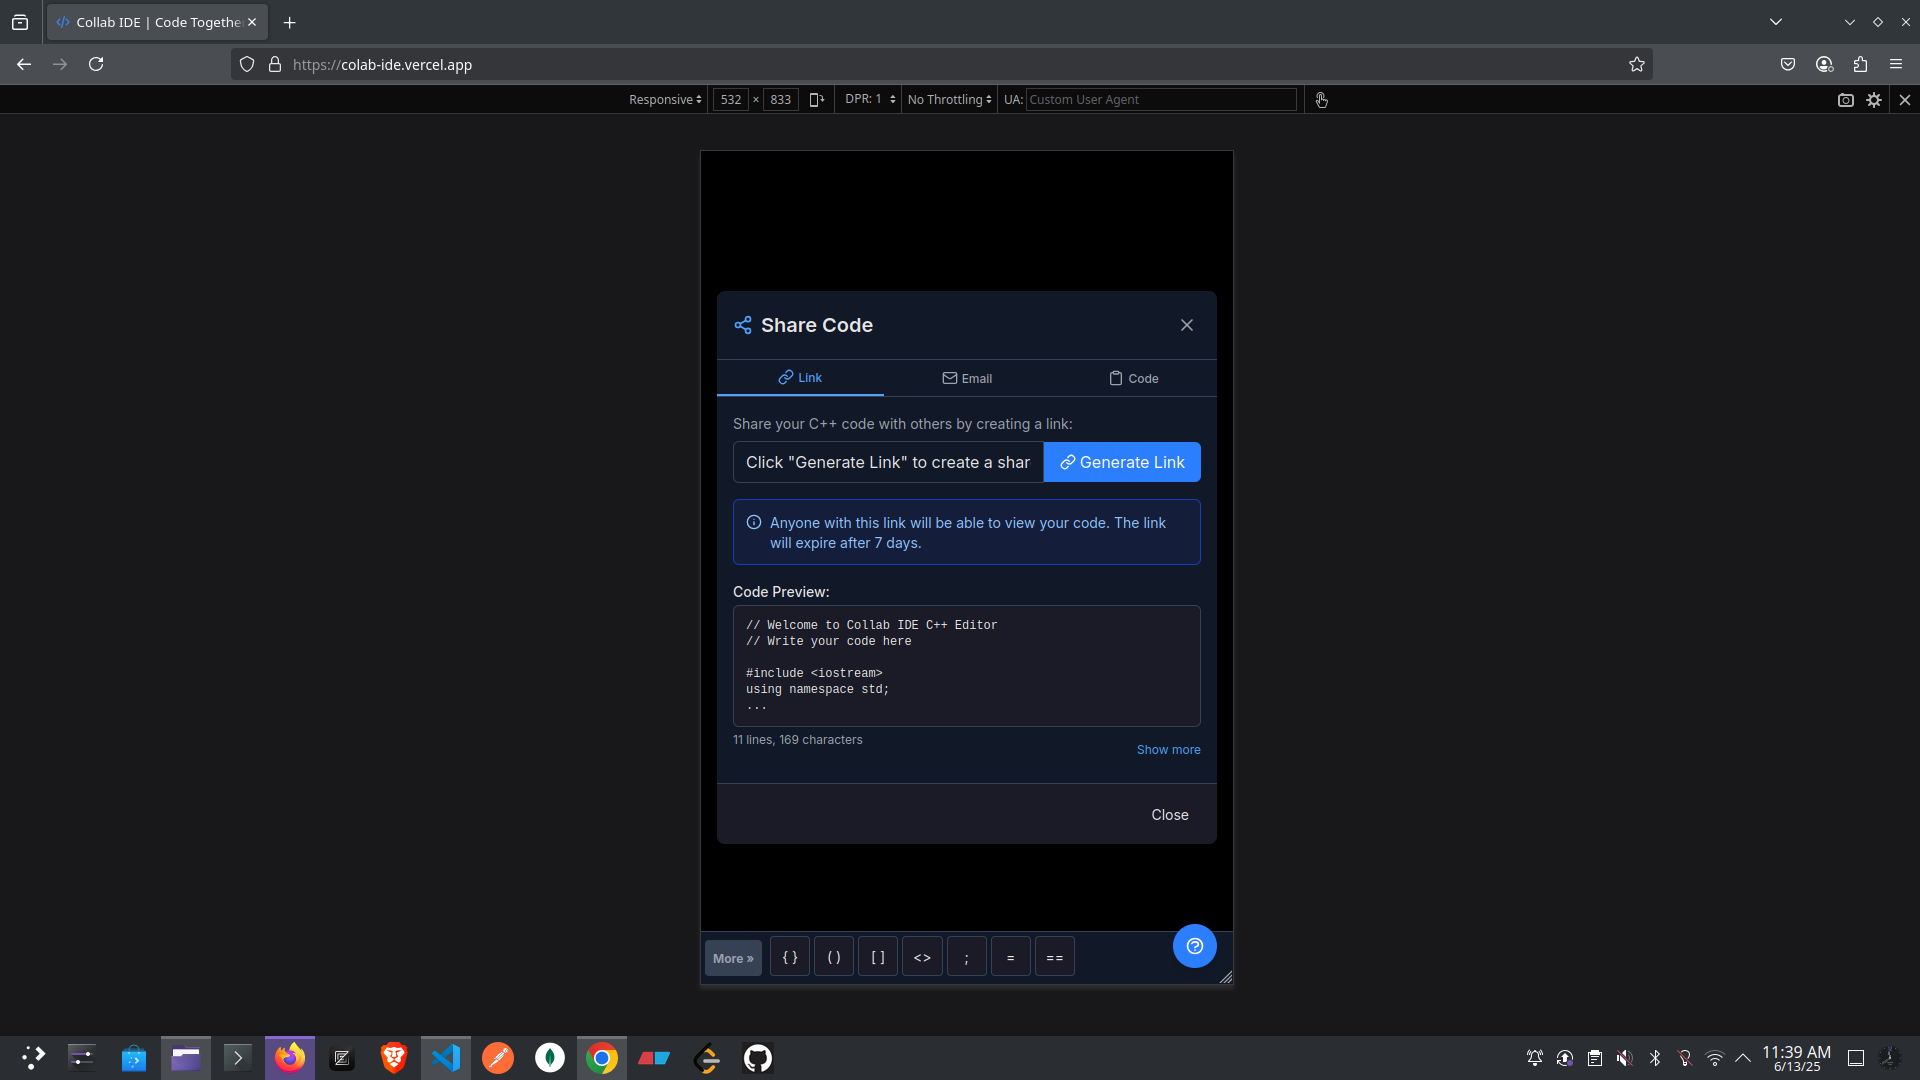 Collab IDE | Code Togethe
https://colab-ide.vercel.app
Responsive 532 × 833 DPR: 1 No Throttling UA: Custom User Agent
Share Code
Link Email Code
Share your C++ code with others by creating a link:
Click "Generate Link" to create a shar Generate Link
Anyone with this link will be able to view your code. The link
will expire after 7 days.
Code Preview:
// Welcome to Collab IDE C++ Editor
// Write your code here
#include <iostream>
using namespace std;
...
11 lines, 169 characters
Show more
Close
More » {} () [] <> ; = ==
11:39 AM
6/13/25